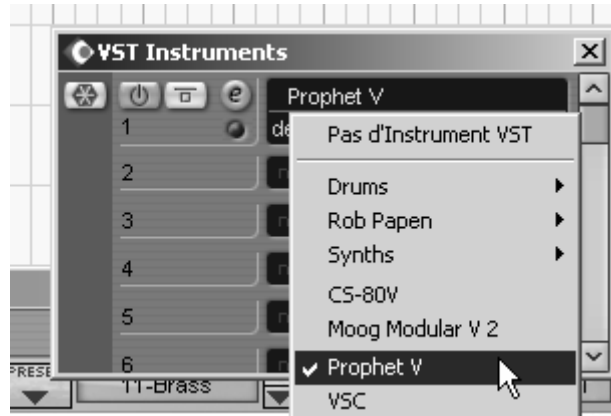 VST Instruments
e
Prophet V
1
de
Pas d'Instrument VST
2
Drums
3
Rob Papen
Synths
4
CS-80V
5
Moog Modular V 2
6
Prophet V
PRESE
11-Brass
VSC